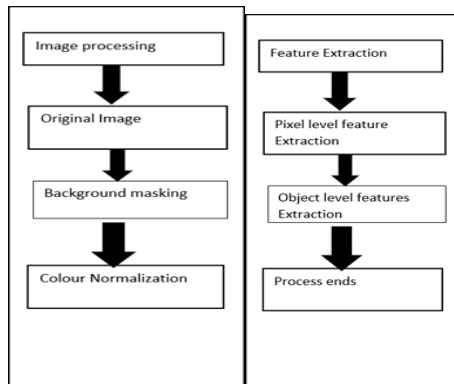 Image processing
Original Image
Background masking
Colour Normalization
Feature Extraction
Pixel level feature
Extraction
Object level features
Extraction
Process ends